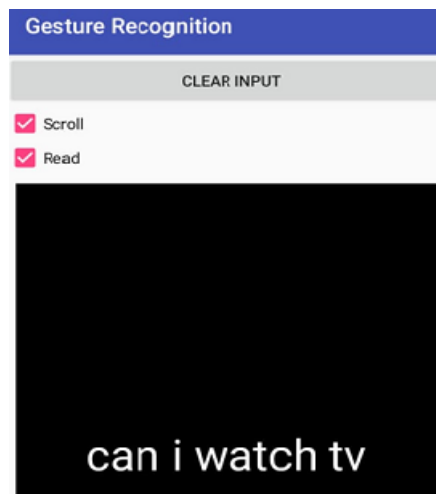 Gesture Recognition
CLEAR INPUT
Scroll
Read
can i watch tv